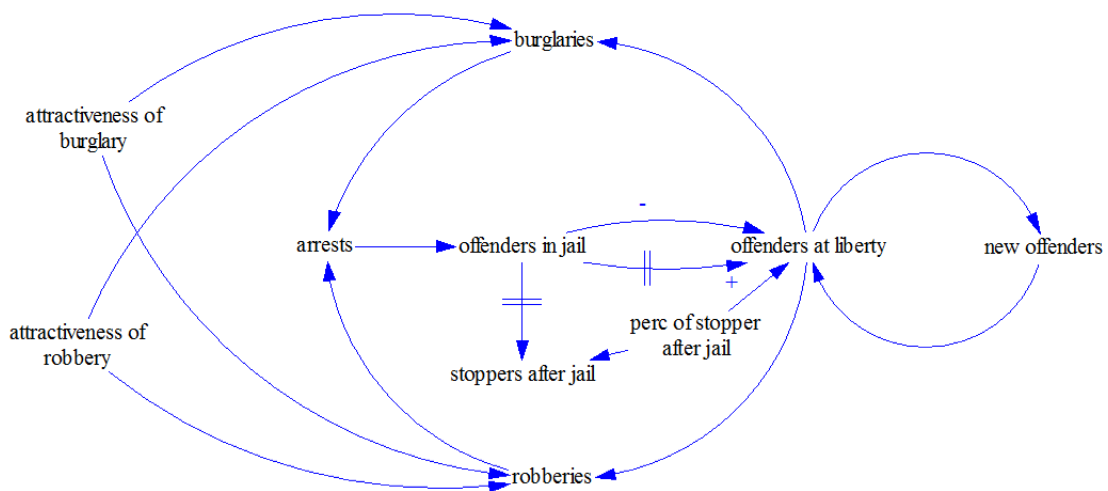 burglaries
attractiveness of
burglary
-
arrests
offenders in jail
offenders at liberty
new offenders
+
attractiveness of
robbery
perc of stopper
after jail
stoppers after jail
robberies